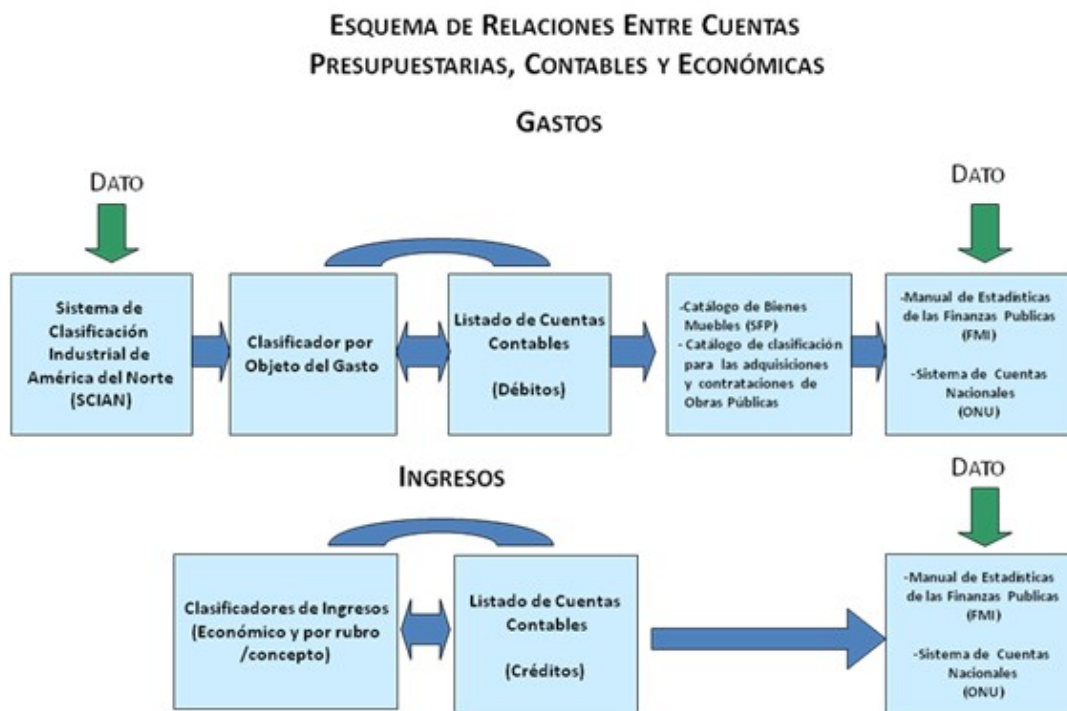 ESQUEMA DE RELACIONES ENTRE CUENTAS
PRESUPUESTARIAS, CONTABLES Y ECONÓMICAS
GASTOS
DATO
DATO
Sistema de
Clasificación
Industrial de
América del Norte
(SCIAN)
Clasificador por
Objeto del Gasto
Listado de Cuentas
Contables
(Débitos)
-Catálogo de Bienes
Muebles (SFP)
- Catálogo de clasificación
para las adquisiciones
y contrataciones de
Obras Públicas
-Manual de Estadísticas
de las Finanzas Publicas
(FMI)
-Sistema de Cuentas
Nacionales
(ONU)
INGRESOS
DATO
Clasificadores de Ingresos
(Económico y por rubro
/concepto)
Listado de Cuentas
Contables
(Créditos)
-Manual de Estadísticas
de las Finanzas Publicas
(FMI)
-Sistema de Cuentas
Nacionales
(ONU)